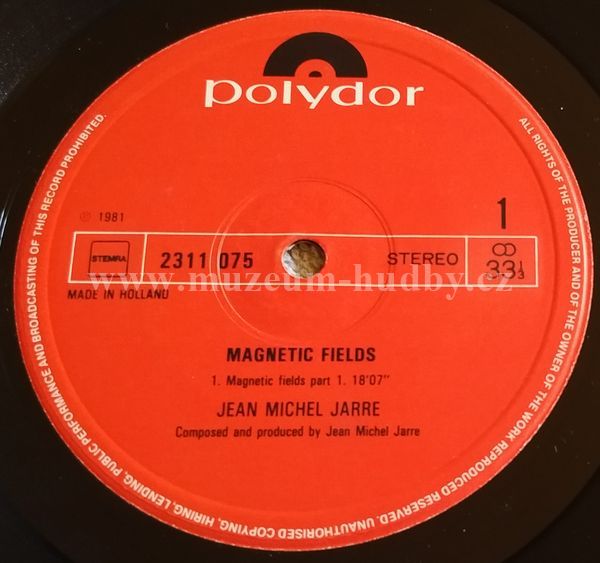 polydor
℗ 1981
1
STEMRA
2311 075
STEREO
33⅓
MADE IN HOLLAND
www.muzeum-hudby.cz
MAGNETIC FIELDS
1. Magnetic fields part 1. 18'07"
JEAN MICHEL JARRE
Composed and produced by Jean Michel Jarre
ALL RIGHTS OF THE PRODUCER AND OF THE OWNER OF THE WORK REPRODUCED RESERVED. UNAUTHORISED COPYING, HIRING, LENDING, PUBLIC PERFORMANCE AND BROADCASTING OF THIS RECORD PROHIBITED.